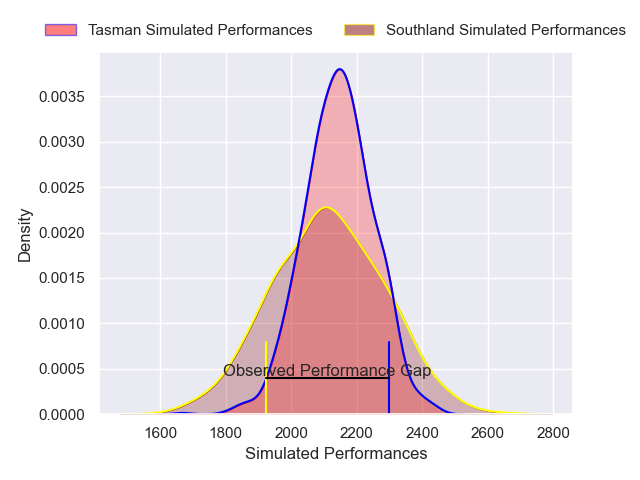 Tasman Simulated Performances Southland Simulated Performances
0.0035
0.0030
0.0025
0.0020
0.0015
0.0010
0.0005
0.0000
Density
Observed Performance Gap
1600 1800 2000 2200 2400 2600 2800
Simulated Performances